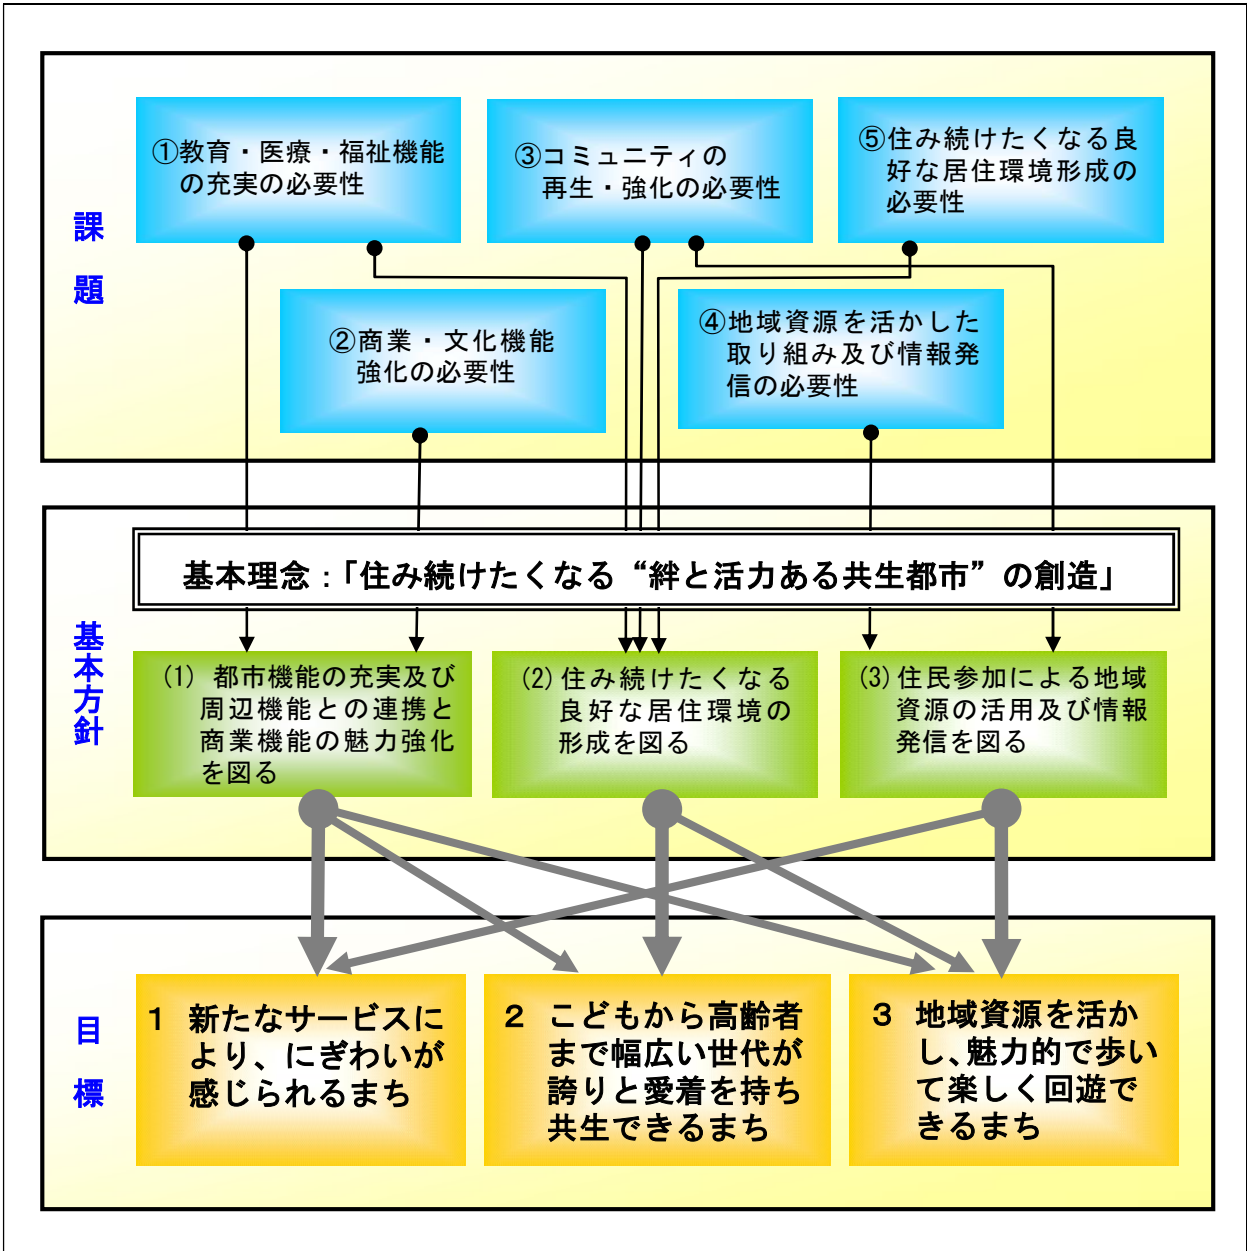 課題
①教育・医療・福祉機能
の充実の必要性
③コミュニティの
再生・強化の必要性
⑤住み続けたくなる良
好な居住環境形成の
必要性
②商業・文化機能
強化の必要性
④地域資源を活かした
取り組み及び情報発
信の必要性
基本方針
基本理念:「住み続けたくなる“絆と活力ある共生都市”の創造」
(1) 都市機能の充実及び
周辺機能との連携と
商業機能の魅力強化
を図る
(2)住み続けたくなる
良好な居住環境の
形成を図る
(3)住民参加による地域
資源の活用及び情報
発信を図る
目標
1 新たなサービスに
より、にぎわいが
感じられるまち
2 こどもから高齢者
まで幅広い世代が
誇りと愛着を持ち
共生できるまち
3 地域資源を活か
し、魅力的で歩い
て楽しく回遊で
きるまち